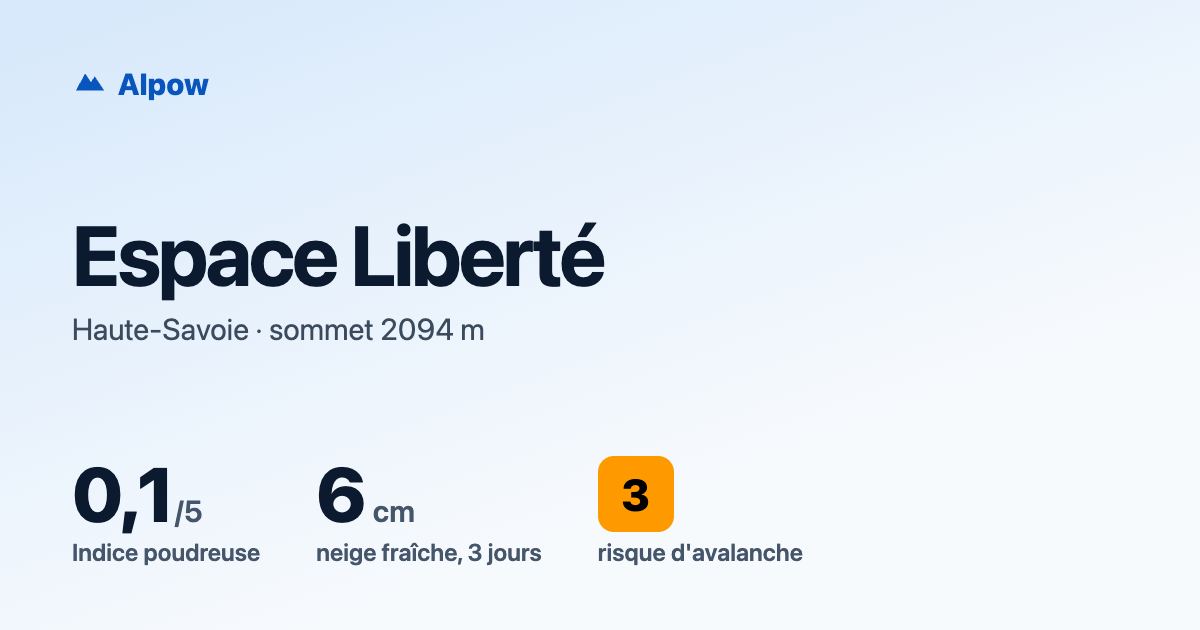 Alpow
Espace Liberté
Haute-Savoie · sommet 2094 m
0,1/5
Indice poudreuse
6 cm
neige fraîche, 3 jours
3
risque d'avalanche